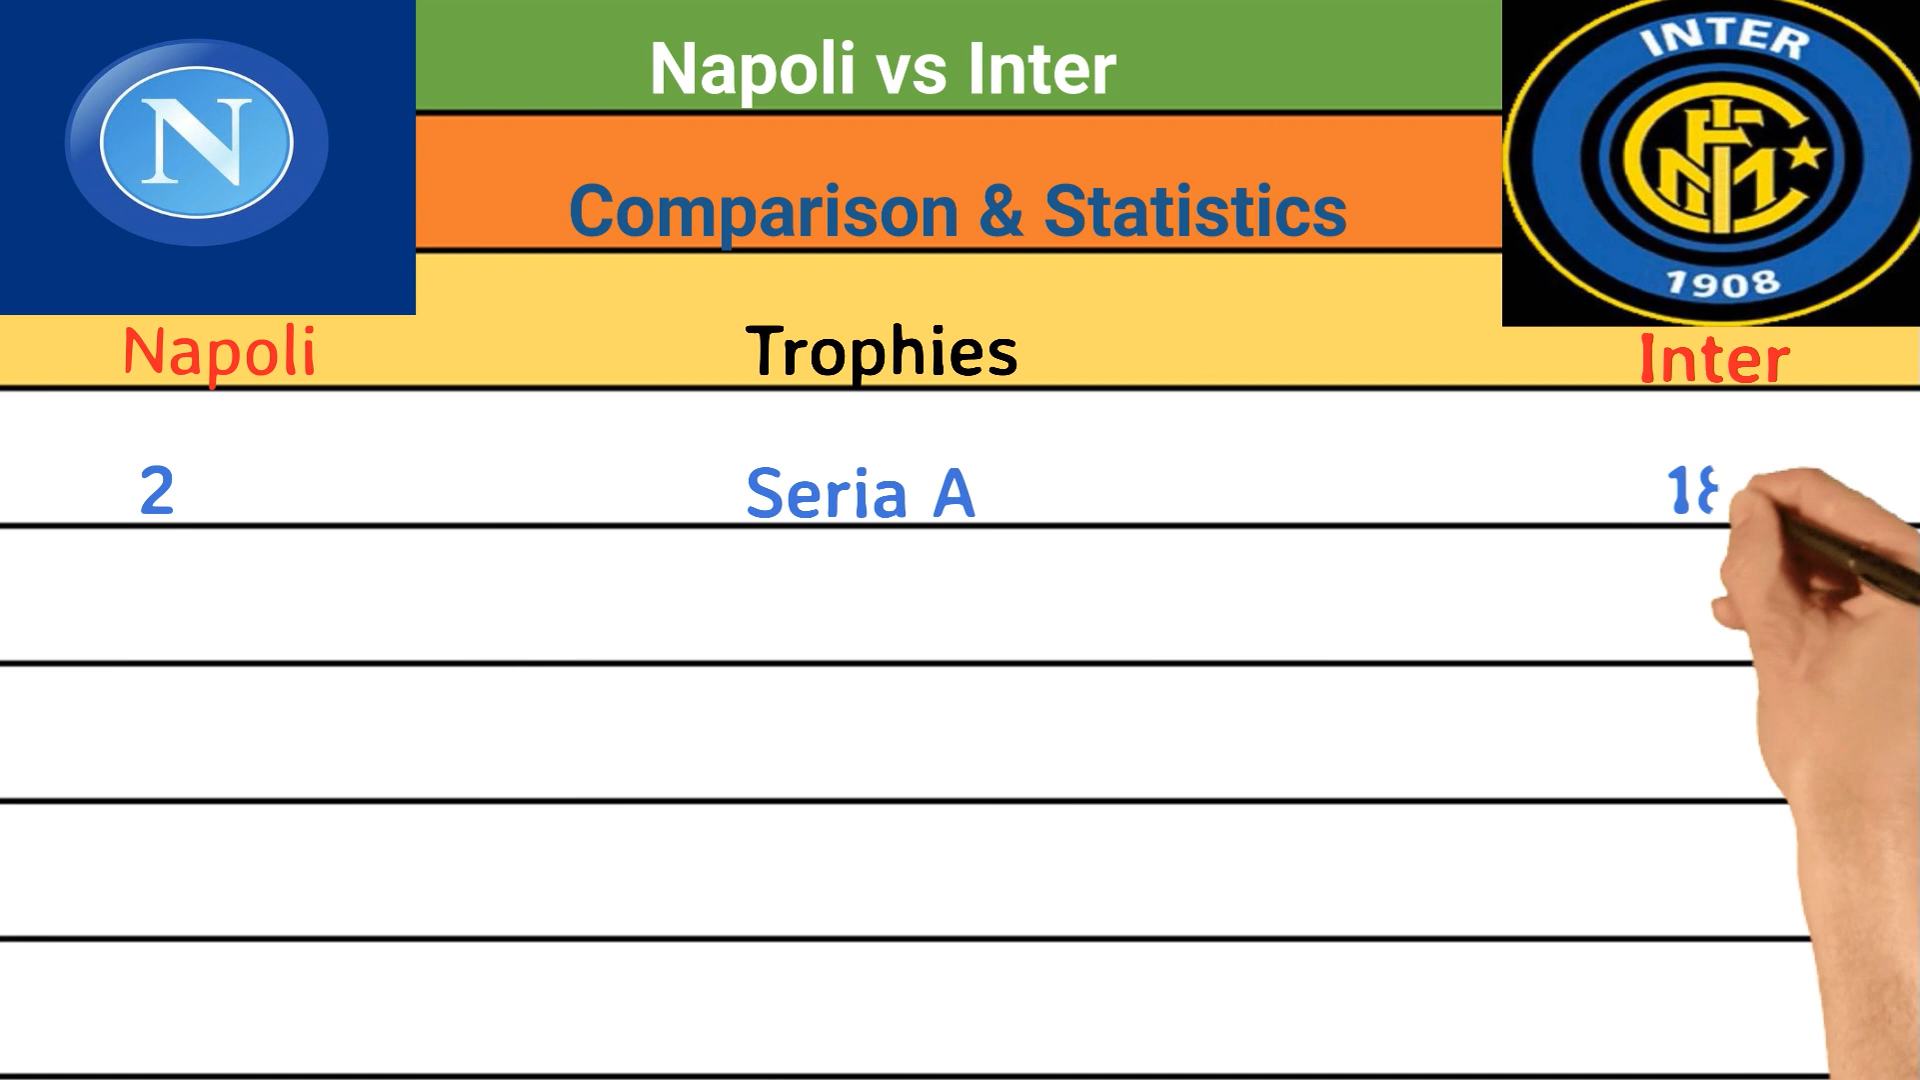 N
Napoli vs Inter
INTER
1908
Comparison & Statistics
Napoli Trophies Inter
2 Seria A